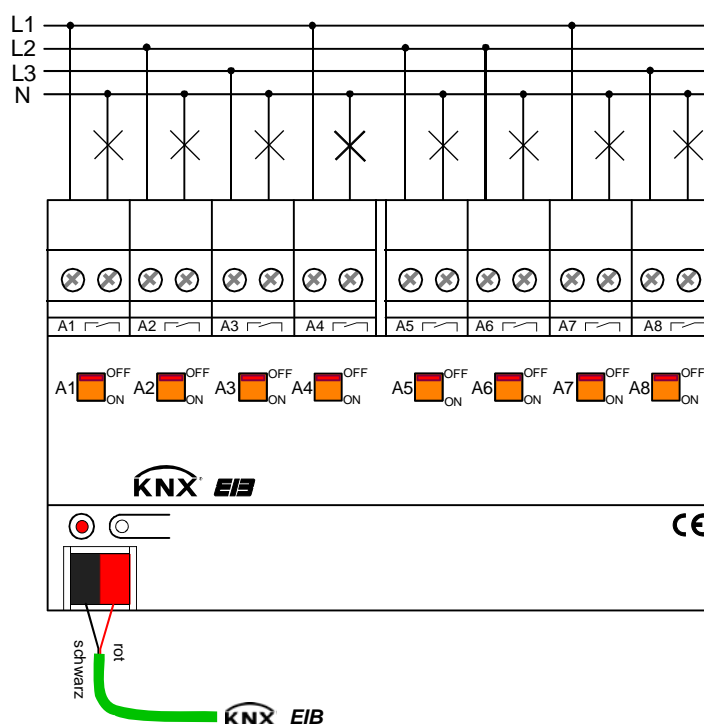 L1
L2
L3
N
A1 A2 A3 A4 A5 A6 A7 A8
A1 OFF ON A2 OFF ON A3 OFF ON A4 OFF ON A5 OFF ON A6 OFF ON A7 OFF ON A8 OFF ON
KNX EIB
CE
schwarz
rot
KNX EIB